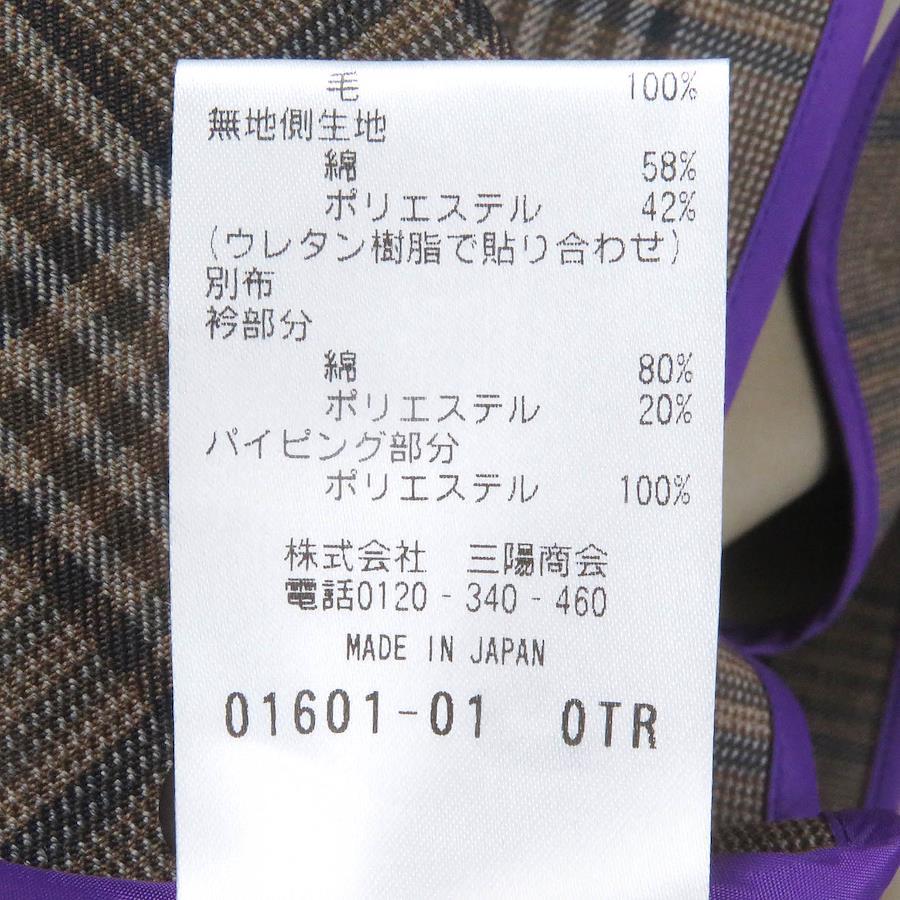 毛 100%
無地側生地
綿 58%
ポリエステル 42%
(ウレタン樹脂で貼り合わせ)
別布
衿部分
綿 80%
ポリエステル 20%
パイピング部分
ポリエステル 100%
株式会社 三陽商会
電話0120-340-460
MADE IN JAPAN
01601-01 0TR